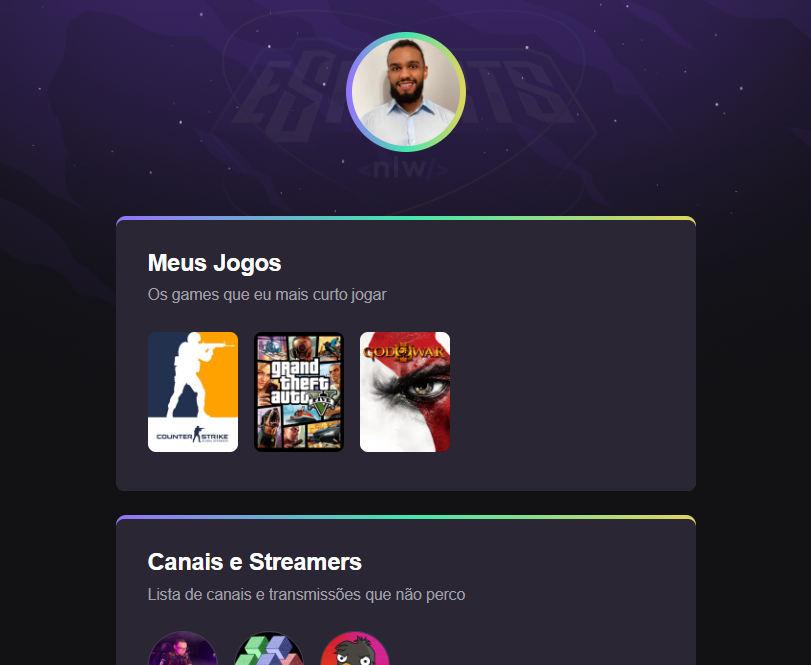 ESPORTS
<nlw/>
Meus Jogos
Os games que eu mais curto jogar
COUNTER STRIKE
grand
theft
auto V
FIVE
GOD OF WAR
Canais e Streamers
Lista de canais e transmissões que não perco